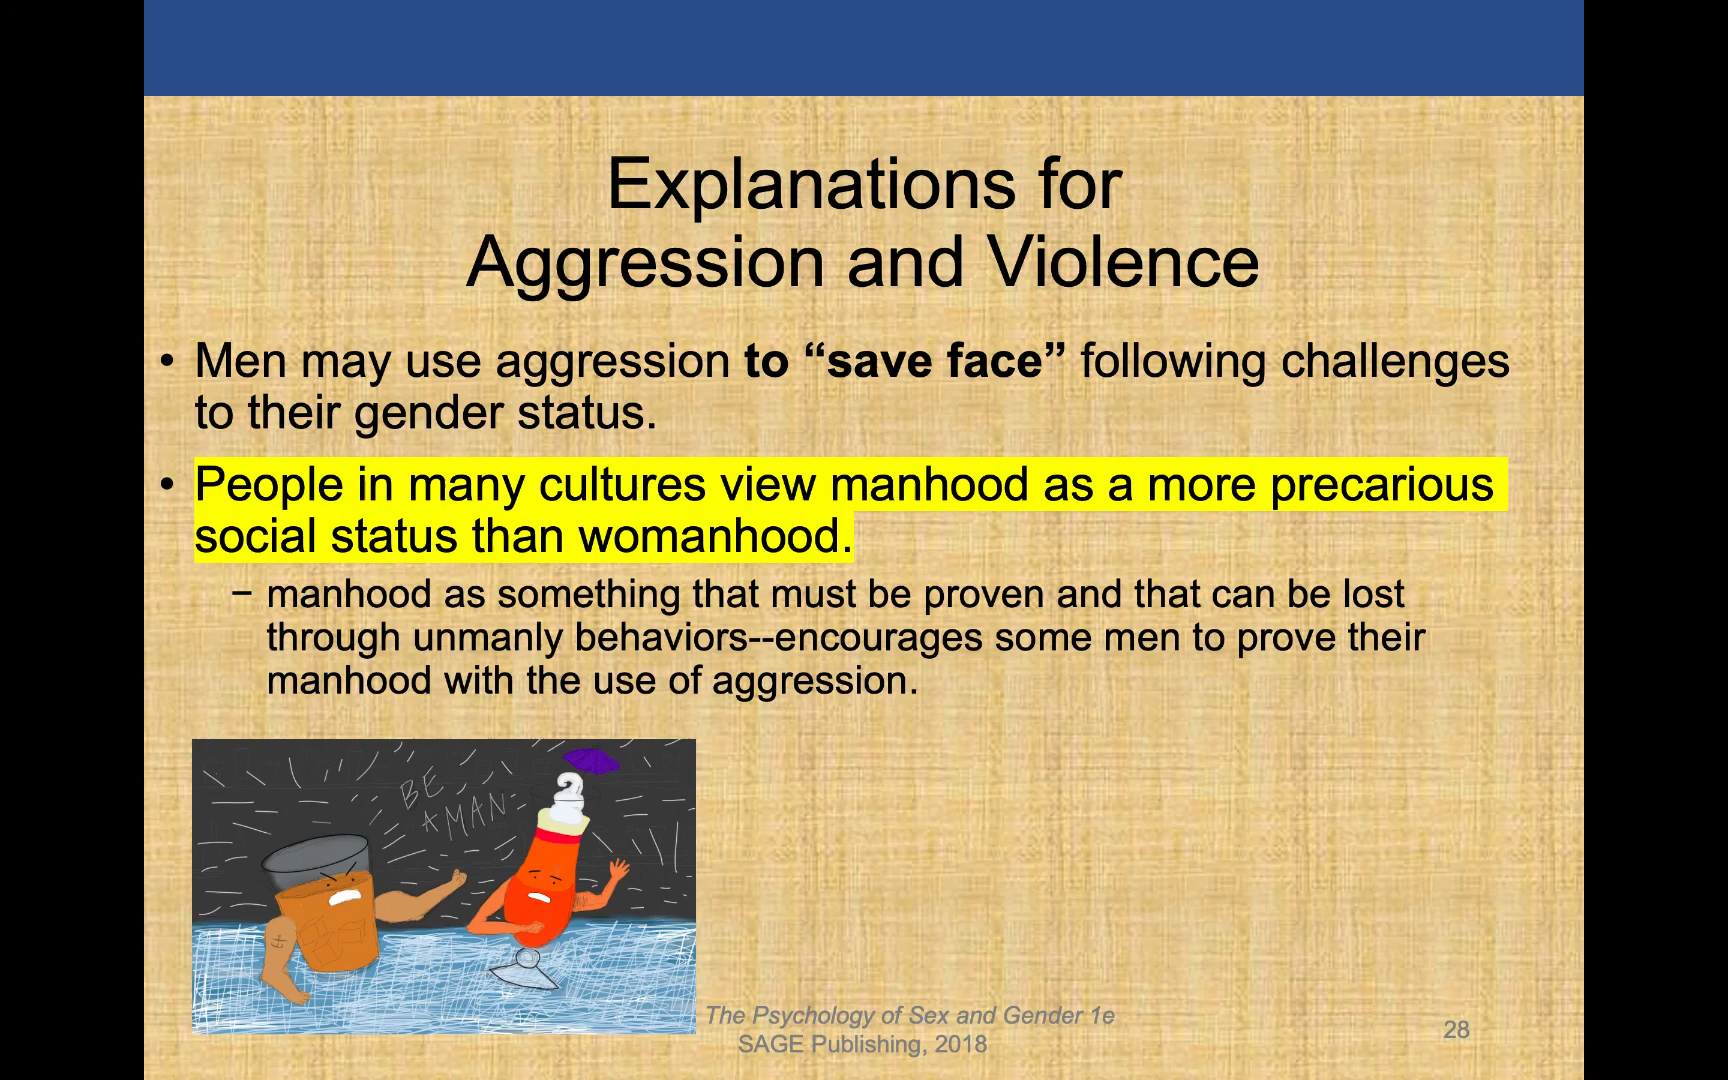 Explanations for
Aggression and Violence
• Men may use aggression to “save face” following challenges
to their gender status.
• People in many cultures view manhood as a more precarious
social status than womanhood.
– manhood as something that must be proven and that can be lost
through unmanly behaviors--encourages some men to prove their
manhood with the use of aggression.
BE
A MAN
The Psychology of Sex and Gender 1e
SAGE Publishing, 2018
28